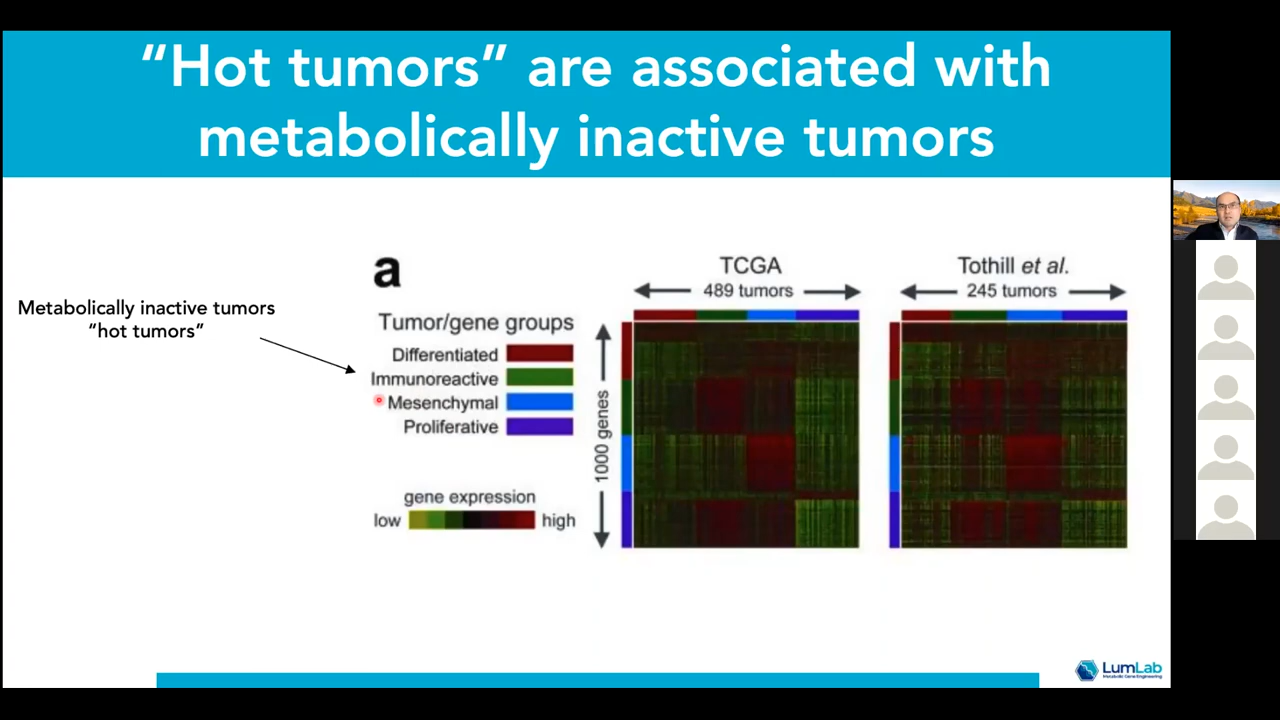 “Hot tumors” are associated with
metabolically inactive tumors
Metabolically inactive tumors
“hot tumors”
a
Tumor/gene groups
Differentiated
Immunoreactive
Mesenchymal
Proliferative
gene expression
low
high
TCGA
489 tumors
1000 genes
Tothill et al.
245 tumors
LumLab
Metabolic Gene Engineering